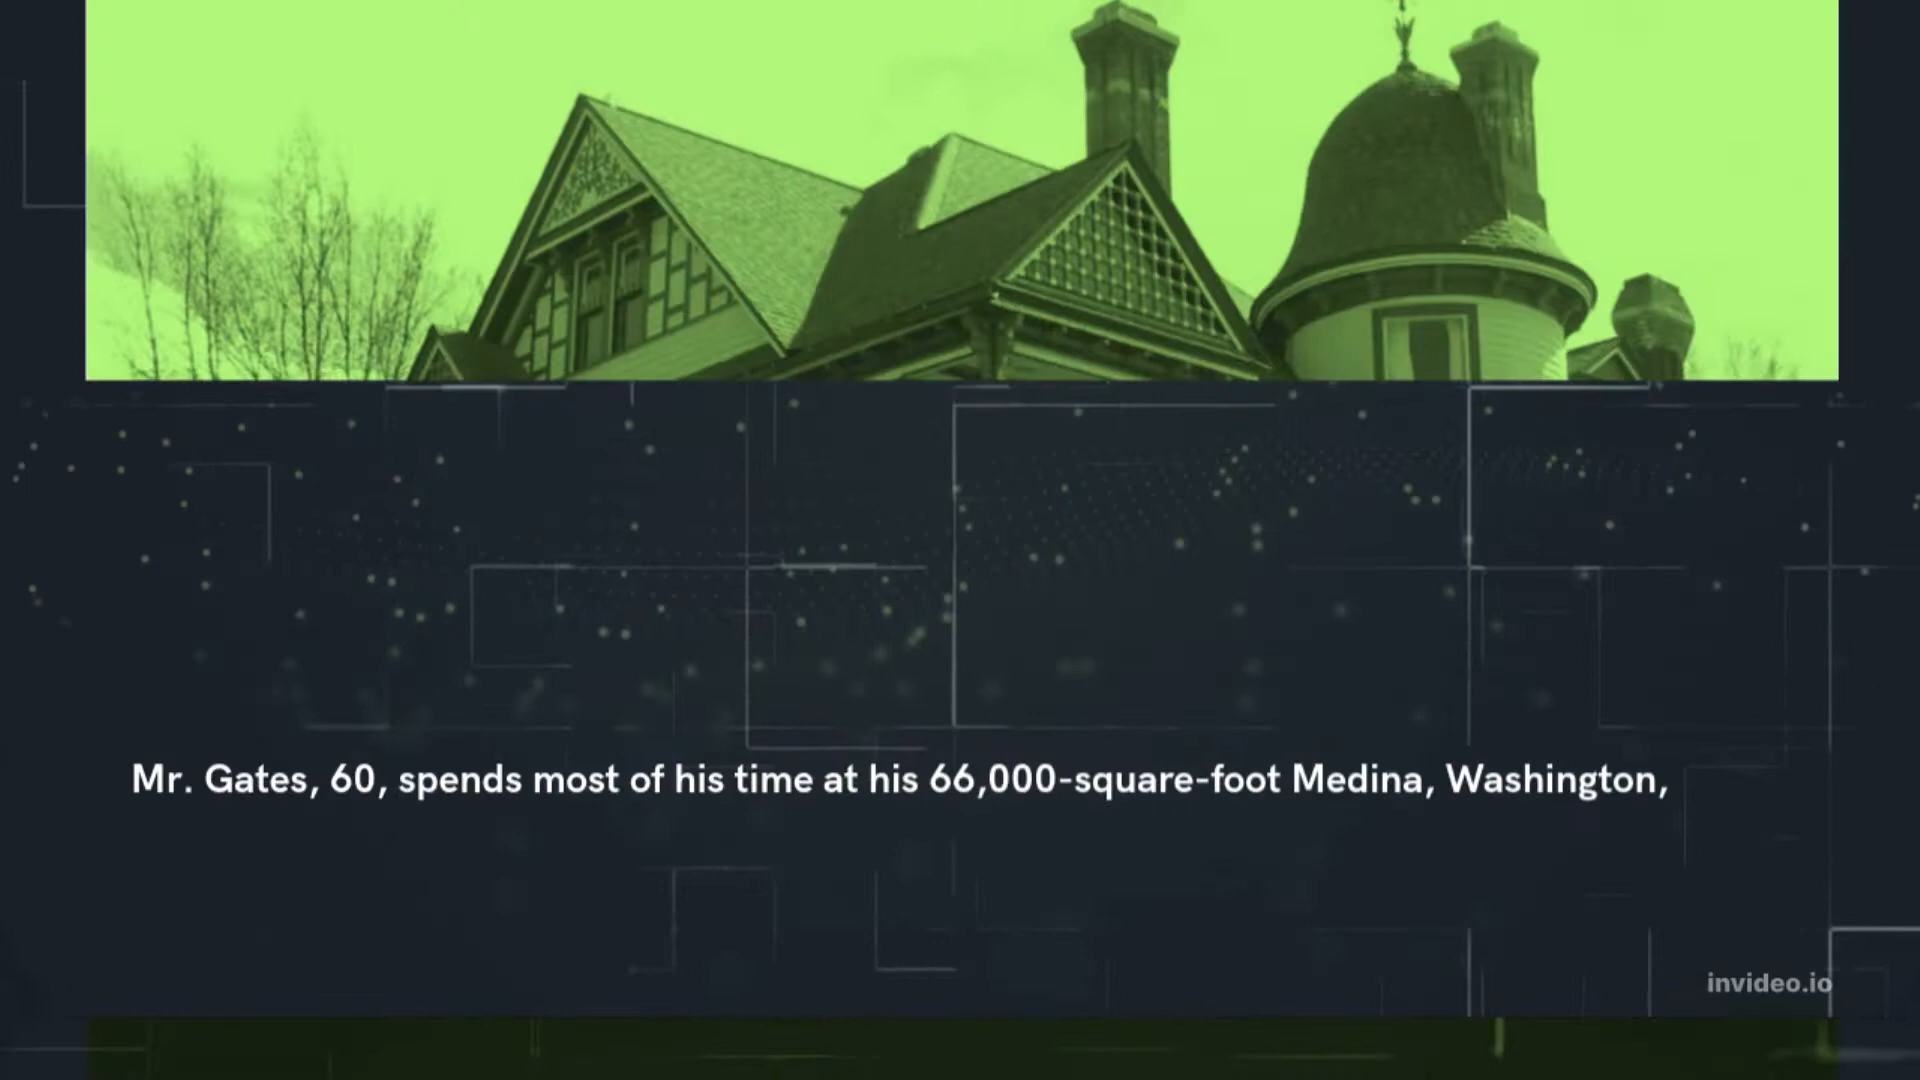 Mr. Gates, 60, spends most of his time at his 66,000-square-foot Medina, Washington,
invideo.io